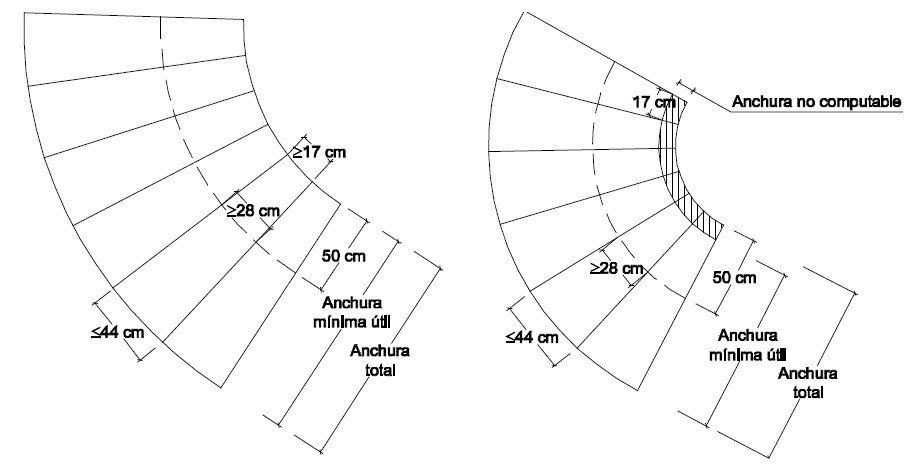 ≥17 cm
≥28 cm
50 cm
≤44 cm
Anchura
mínima útil
Anchura
total
17 cm
Anchura no computable
≥28 cm
50 cm
≤44 cm
Anchura
mínima útil
Anchura
total